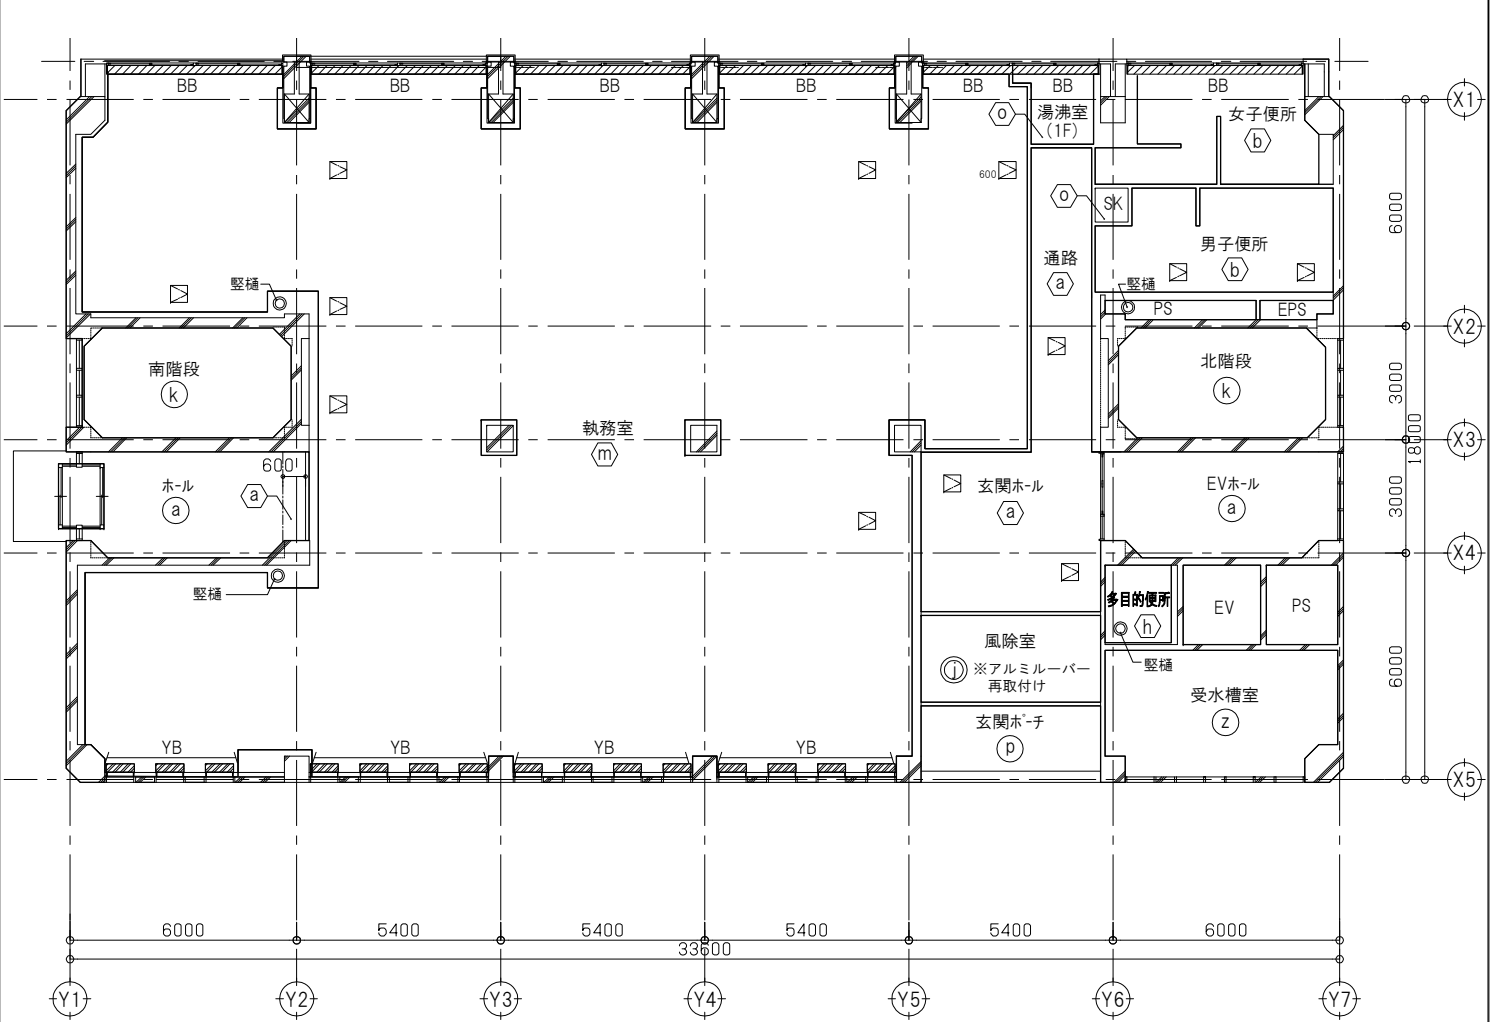 BB
BB
BB
BB
BB
BB
BB
X1
湯沸室
(1F)
o
女子便所
b
600
o
SK
6000
男子便所
b
通路
a
竪樋
竪樋
PS
EPS
X2
南階段
k
北階段
k
3000
18000
執務室
m
X3
600
ホール
a
a
玄関ホール
a
EVホール
a
3000
X4
竪樋
多目的便所
h
EV
PS
風除室
j
※アルミルーバー
再取付け
竪樋
6000
受水槽室
z
玄関ポーチ
p
YB
YB
YB
YB
X5
6000
5400
5400
5400
5400
6000
33600
Y1
Y2
Y3
Y4
Y5
Y6
Y7